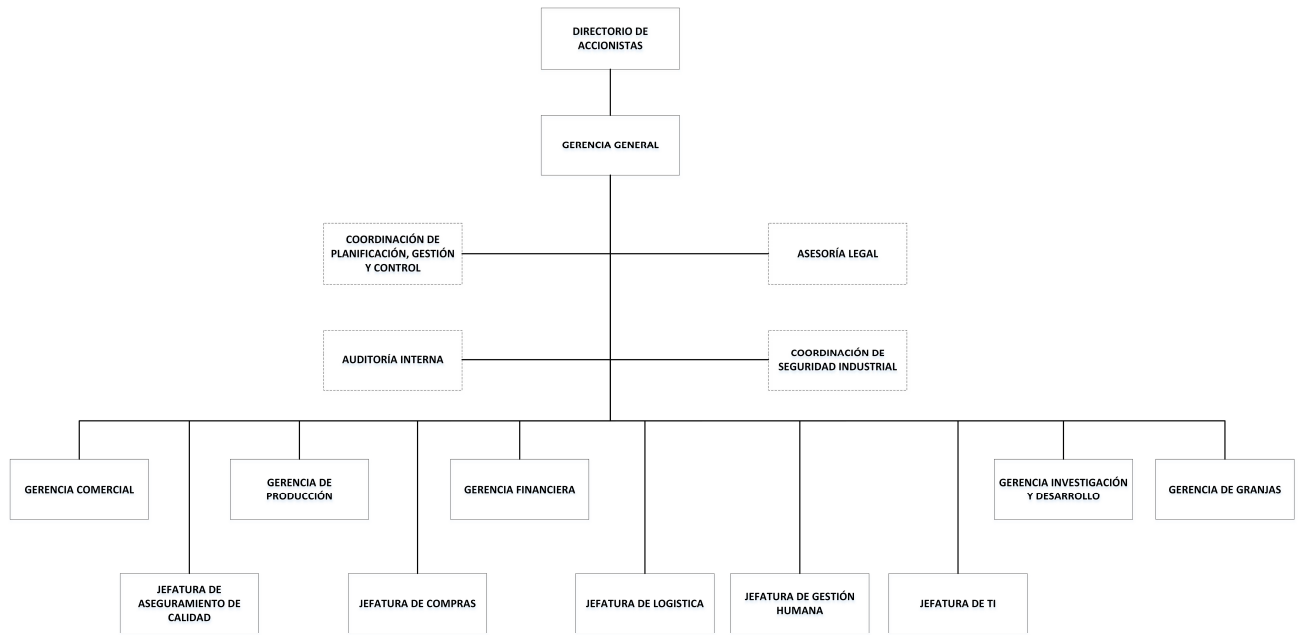 DIRECTORIO DE
ACCIONISTAS
GERENCIA GENERAL
COORDINACIÓN DE
PLANIFICACIÓN, GESTIÓN
Y CONTROL
ASESORÍA LEGAL
AUDITORÍA INTERNA
COORDINACIÓN DE
SEGURIDAD INDUSTRIAL
GERENCIA COMERCIAL
GERENCIA DE
PRODUCCIÓN
GERENCIA FINANCIERA
GERENCIA INVESTIGACIÓN
Y DESARROLLO
GERENCIA DE GRANJAS
JEFATURA DE
ASEGURAMIENTO DE
CALIDAD
JEFATURA DE COMPRAS
JEFATURA DE LOGISTICA
JEFATURA DE GESTIÓN
HUMANA
JEFATURA DE TI